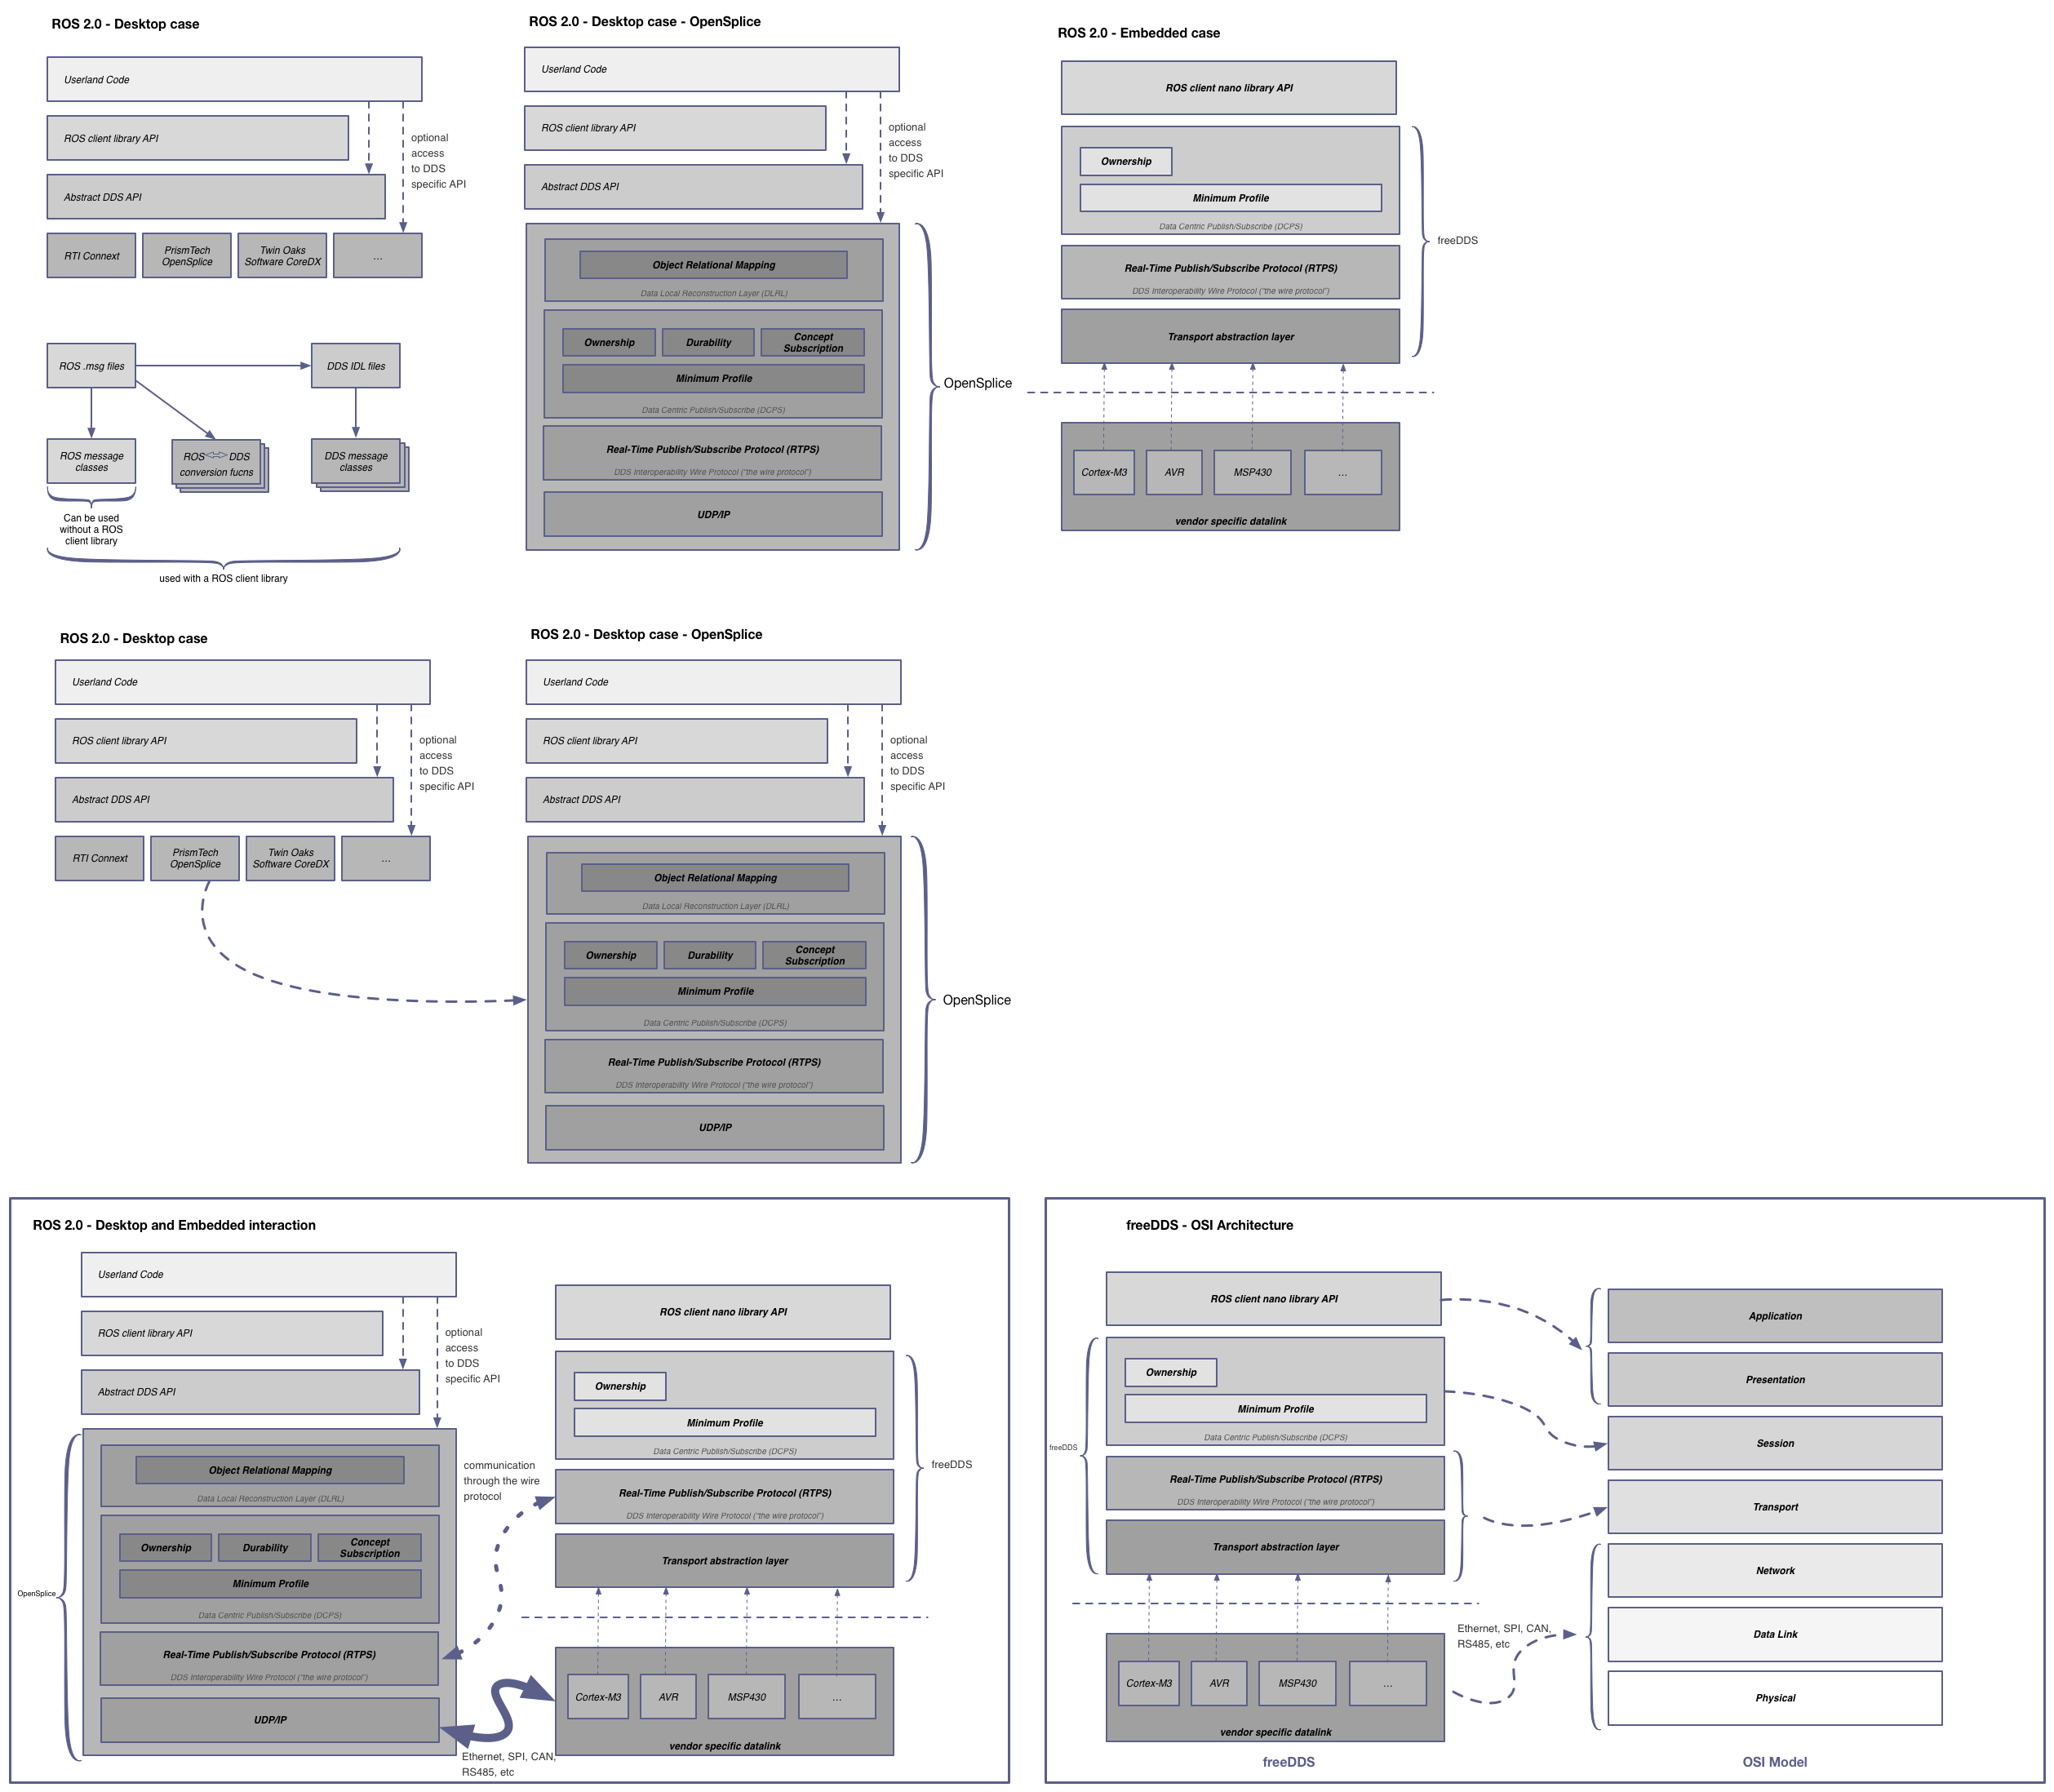 ROS 2.0 - Desktop case
Userland Code
ROS client library API
Abstract DDS API
optional
access
to DDS
specific API
RTI Connext
PrismTech
OpenSplice
Twin Oaks
Software CoreDX
...
ROS .msg files
DDS IDL files
ROS message
classes
ROS DDS
conversion fucns
DDS message
classes
Can be used
without a ROS
client library
used with a ROS client library
ROS 2.0 - Desktop case - OpenSplice
Userland Code
ROS client library API
Abstract DDS API
optional
access
to DDS
specific API
Object Relational Mapping
Data Local Reconstruction Layer (DLRL)
Ownership
Durability
Concept
Subscription
Minimum Profile
Data Centric Publish/Subscribe (DCPS)
Real-Time Publish/Subscribe Protocol (RTPS)
DDS Interoperability Wire Protocol ("the wire protocol")
UDP/IP
OpenSplice
ROS 2.0 - Embedded case
ROS client nano library API
Ownership
Minimum Profile
Data Centric Publish/Subscribe (DCPS)
Real-Time Publish/Subscribe Protocol (RTPS)
DDS Interoperability Wire Protocol ("the wire protocol")
Transport abstraction layer
freeDDS
Cortex-M3
AVR
MSP430
...
vendor specific datalink
ROS 2.0 - Desktop case
Userland Code
ROS client library API
Abstract DDS API
optional
access
to DDS
specific API
RTI Connext
PrismTech
OpenSplice
Twin Oaks
Software CoreDX
...
ROS 2.0 - Desktop case - OpenSplice
Userland Code
ROS client library API
Abstract DDS API
optional
access
to DDS
specific API
Object Relational Mapping
Data Local Reconstruction Layer (DLRL)
Ownership
Durability
Concept
Subscription
Minimum Profile
Data Centric Publish/Subscribe (DCPS)
Real-Time Publish/Subscribe Protocol (RTPS)
DDS Interoperability Wire Protocol ("the wire protocol")
UDP/IP
OpenSplice
ROS 2.0 - Desktop and Embedded interaction
Userland Code
ROS client library API
Abstract DDS API
optional
access
to DDS
specific API
Object Relational Mapping
Data Local Reconstruction Layer (DLRL)
Ownership
Durability
Concept
Subscription
Minimum Profile
Data Centric Publish/Subscribe (DCPS)
Real-Time Publish/Subscribe Protocol (RTPS)
DDS Interoperability Wire Protocol ("the wire protocol")
UDP/IP
OpenSplice
communication
through the wire
protocol
Ethernet, SPI, CAN,
RS485, etc
ROS client nano library API
Ownership
Minimum Profile
Data Centric Publish/Subscribe (DCPS)
Real-Time Publish/Subscribe Protocol (RTPS)
DDS Interoperability Wire Protocol ("the wire protocol")
Transport abstraction layer
freeDDS
Cortex-M3
AVR
MSP430
...
vendor specific datalink
freeDDS - OSI Architecture
ROS client nano library API
freeDDS
Ownership
Minimum Profile
Data Centric Publish/Subscribe (DCPS)
Real-Time Publish/Subscribe Protocol (RTPS)
DDS Interoperability Wire Protocol ("the wire protocol")
Transport abstraction layer
Cortex-M3
AVR
MSP430
...
vendor specific datalink
freeDDS
Ethernet, SPI, CAN,
RS485, etc
Application
Presentation
Session
Transport
Network
Data Link
Physical
OSI Model